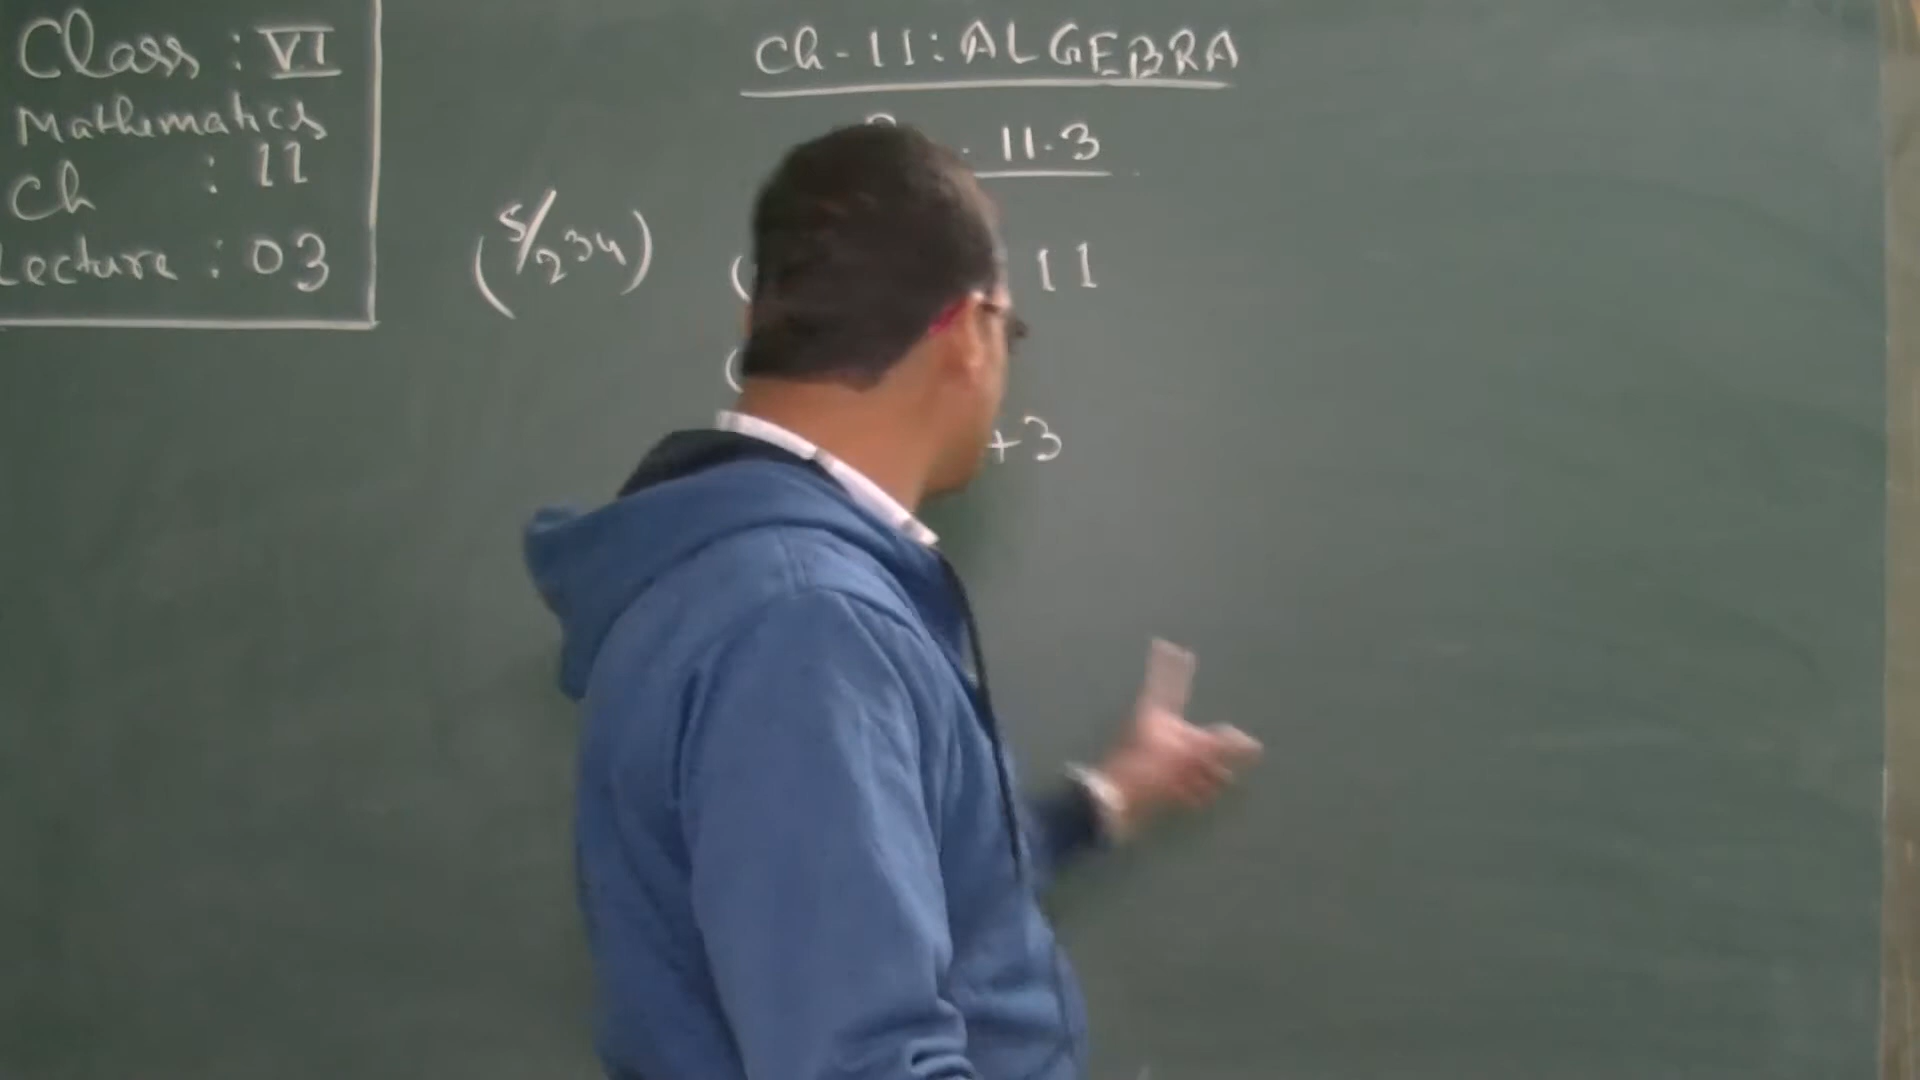 Class : VI
Mathematics
Ch : 11
Lecture : 03
Ch-11: ALGEBRA
. 11.3
(5/234)
( 11
(
+3